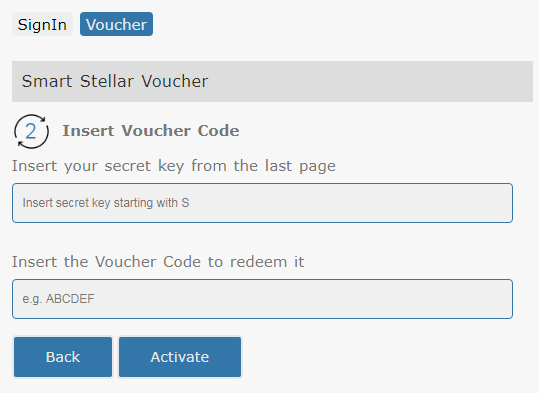 SignIn Voucher
Smart Stellar Voucher
2 Insert Voucher Code
Insert your secret key from the last page
Insert secret key starting with S
Insert the Voucher Code to redeem it
e.g. ABCDEF
Back Activate